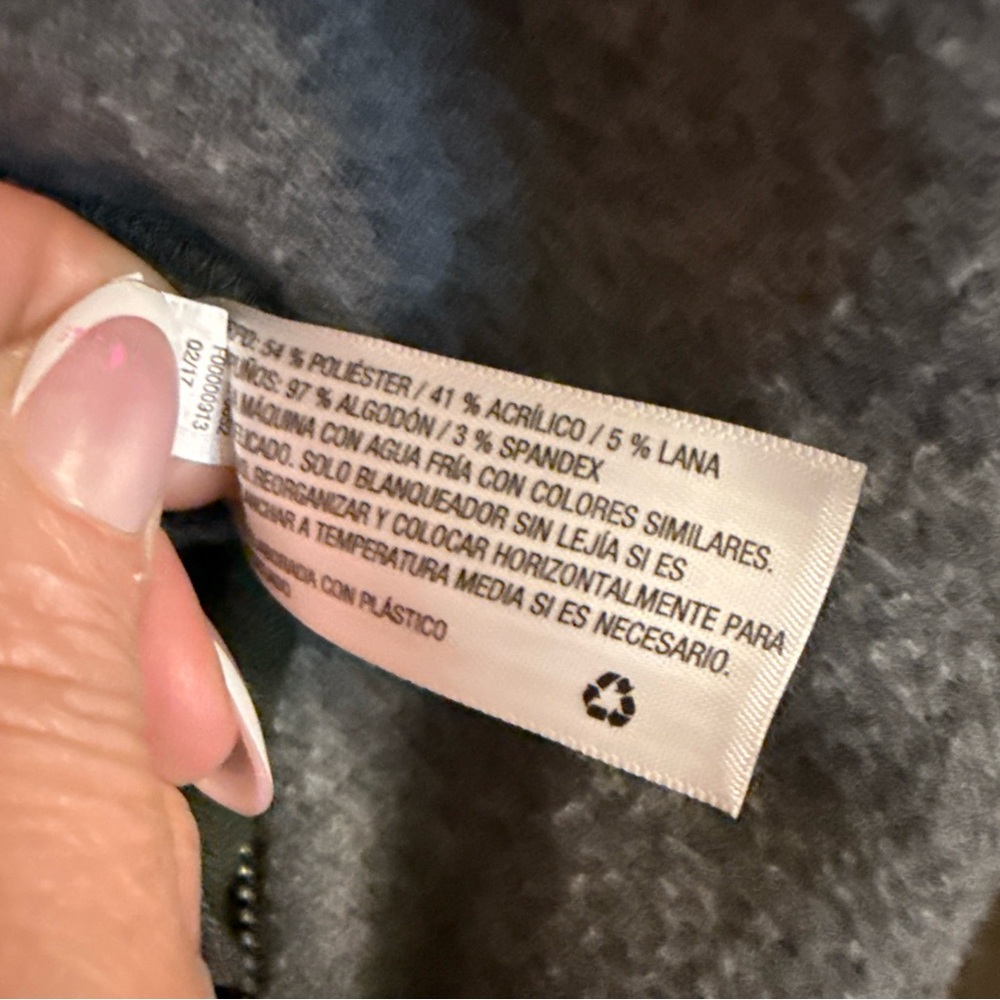 54 % POLIÉSTER / 41 % ACRÍLICO / 5 % LANA
97 % ALGODÓN / 3 % SPANDEX
MÁQUINA CON AGUA FRÍA CON COLORES SIMILARES.
SOLO BLANQUEADOR SIN LEJÍA SI ES
REORGANIZAR Y COLOCAR HORIZONTALMENTE PARA
A TEMPERATURA MEDIA SI ES NECESARIO.
CON PLÁSTICO
02/17